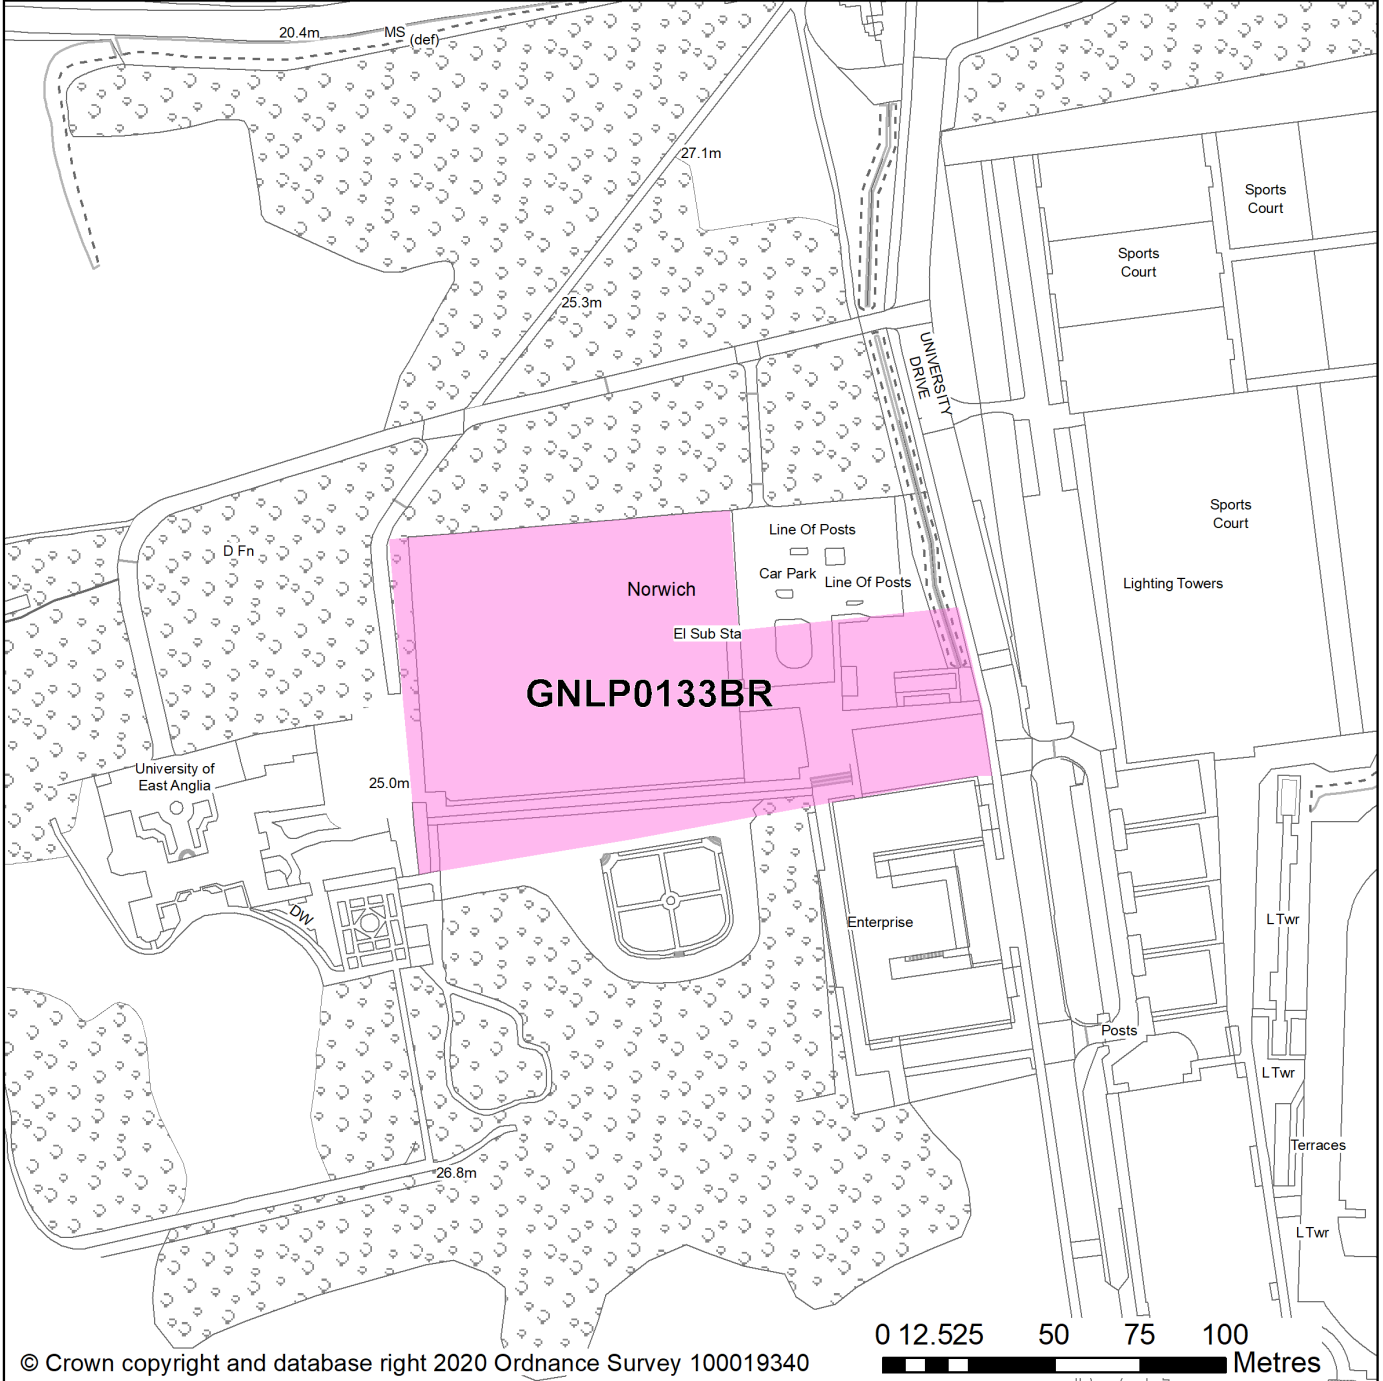 20.4m
MS
(def)
27.1m
Sports
Court
Sports
Court
25.3m
UNIVERSITY
DRIVE
Sports
Court
Line Of Posts
D Fn
Car Park
Line Of Posts
Lighting Towers
Norwich
El Sub Sta
GNLP0133BR
University of
East Anglia
25.0m
DW
Enterprise
L Twr
Posts
L Twr
Terraces
26.8m
L Twr
0 12.525 50 75 100
Metres
© Crown copyright and database right 2020 Ordnance Survey 100019340